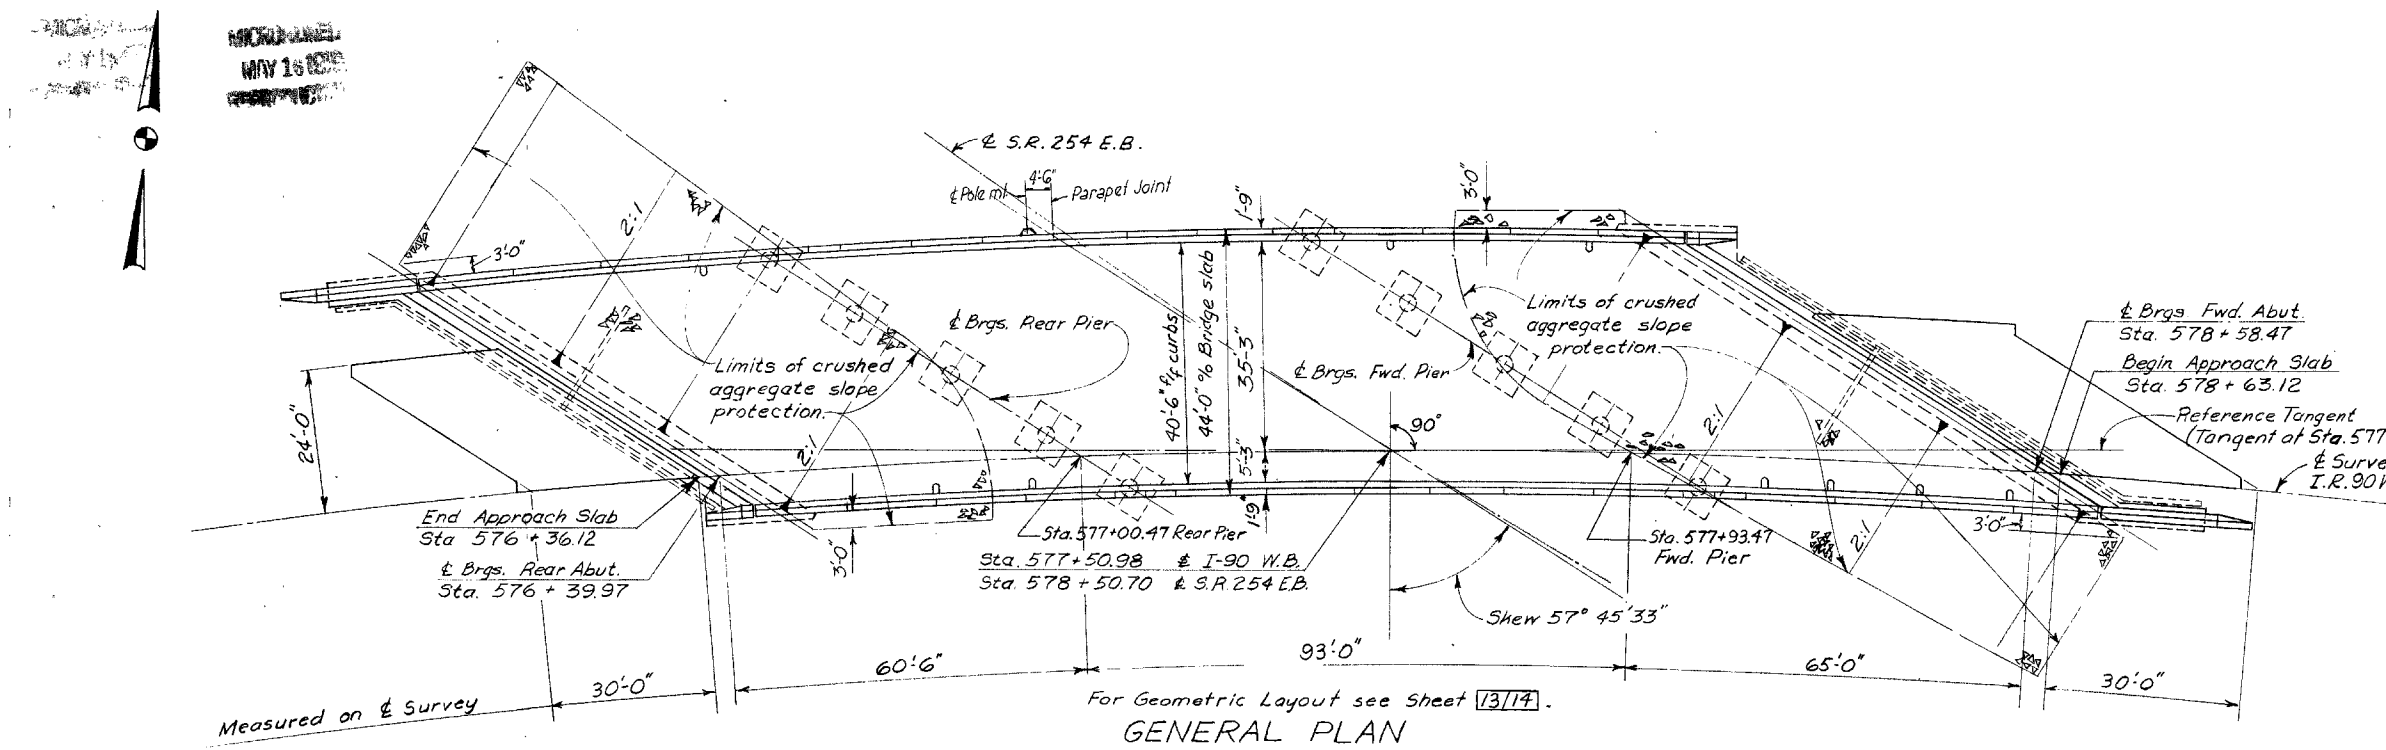 MAY 16
℄ S.R. 254 E.B.
℄ Pole mt.
4'-6"
Parapet Joint
1'-9"
3'-0"
2:1
3'-0"
℄ Brgs. Rear Pier
Limits of crushed
aggregate slope
protection.
40'-6" f/f curbs
44'-0" o/o Bridge slab
35'-3"
Limits of crushed
aggregate slope
protection.
℄ Brgs. Fwd. Pier
90°
2:1
2:1
℄ Brgs Fwd. Abut.
Sta. 578 + 58.47
Begin Approach Slab
Sta. 578 + 63.12
Reference Tangent
(Tangent at Sta. 577
℄ Surve
I.R. 90 W
24'-0"
5'-3"
1'-9"
End Approach Slab
Sta 576 + 36.12
℄ Brgs. Rear Abut.
Sta. 576 + 39.97
3'-0"
Sta. 577+00.47 Rear Pier
Sta. 577+50.98 ℄ I-90 W.B.
Sta. 578+50.70 ℄ S.R. 254 E.B.
Sta. 577+93.47
Fwd. Pier
2:1
3'-0"
Skew 57° 45' 33"
30'-0"
60'-6"
93'-0"
65'-0"
30'-0"
Measured on ℄ Survey
For Geometric Layout see Sheet 13/14.
GENERAL PLAN